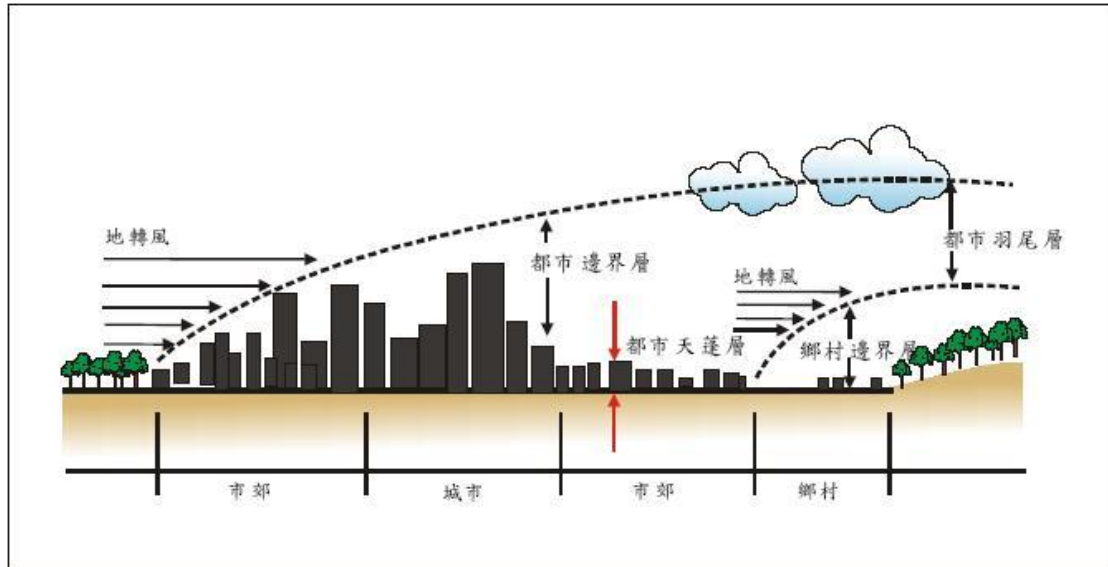 地轉風
都市邊界層
都市羽尾層
地轉風
都市天蓬層
鄉村邊界層
市郊
城市
市郊
鄉村